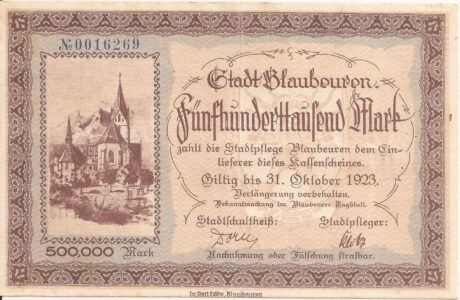 №0016269
Stadt Blaubeuren.
Fünfhunderttausend Mark
zahlt die Stadtpflege Blaubeuren dem Ein-
lieferer dieses Kassenscheines.
Giltig bis 31. Oktober 1923.
Verlängerung vorbehalten.
Bekanntmachung im Blaubeurer Tagblatt.
Stadtschultheiß: Stadtpfleger:
500,000 Mark
Nachahmung oder Fälschung strafbar.
Blaubeuren